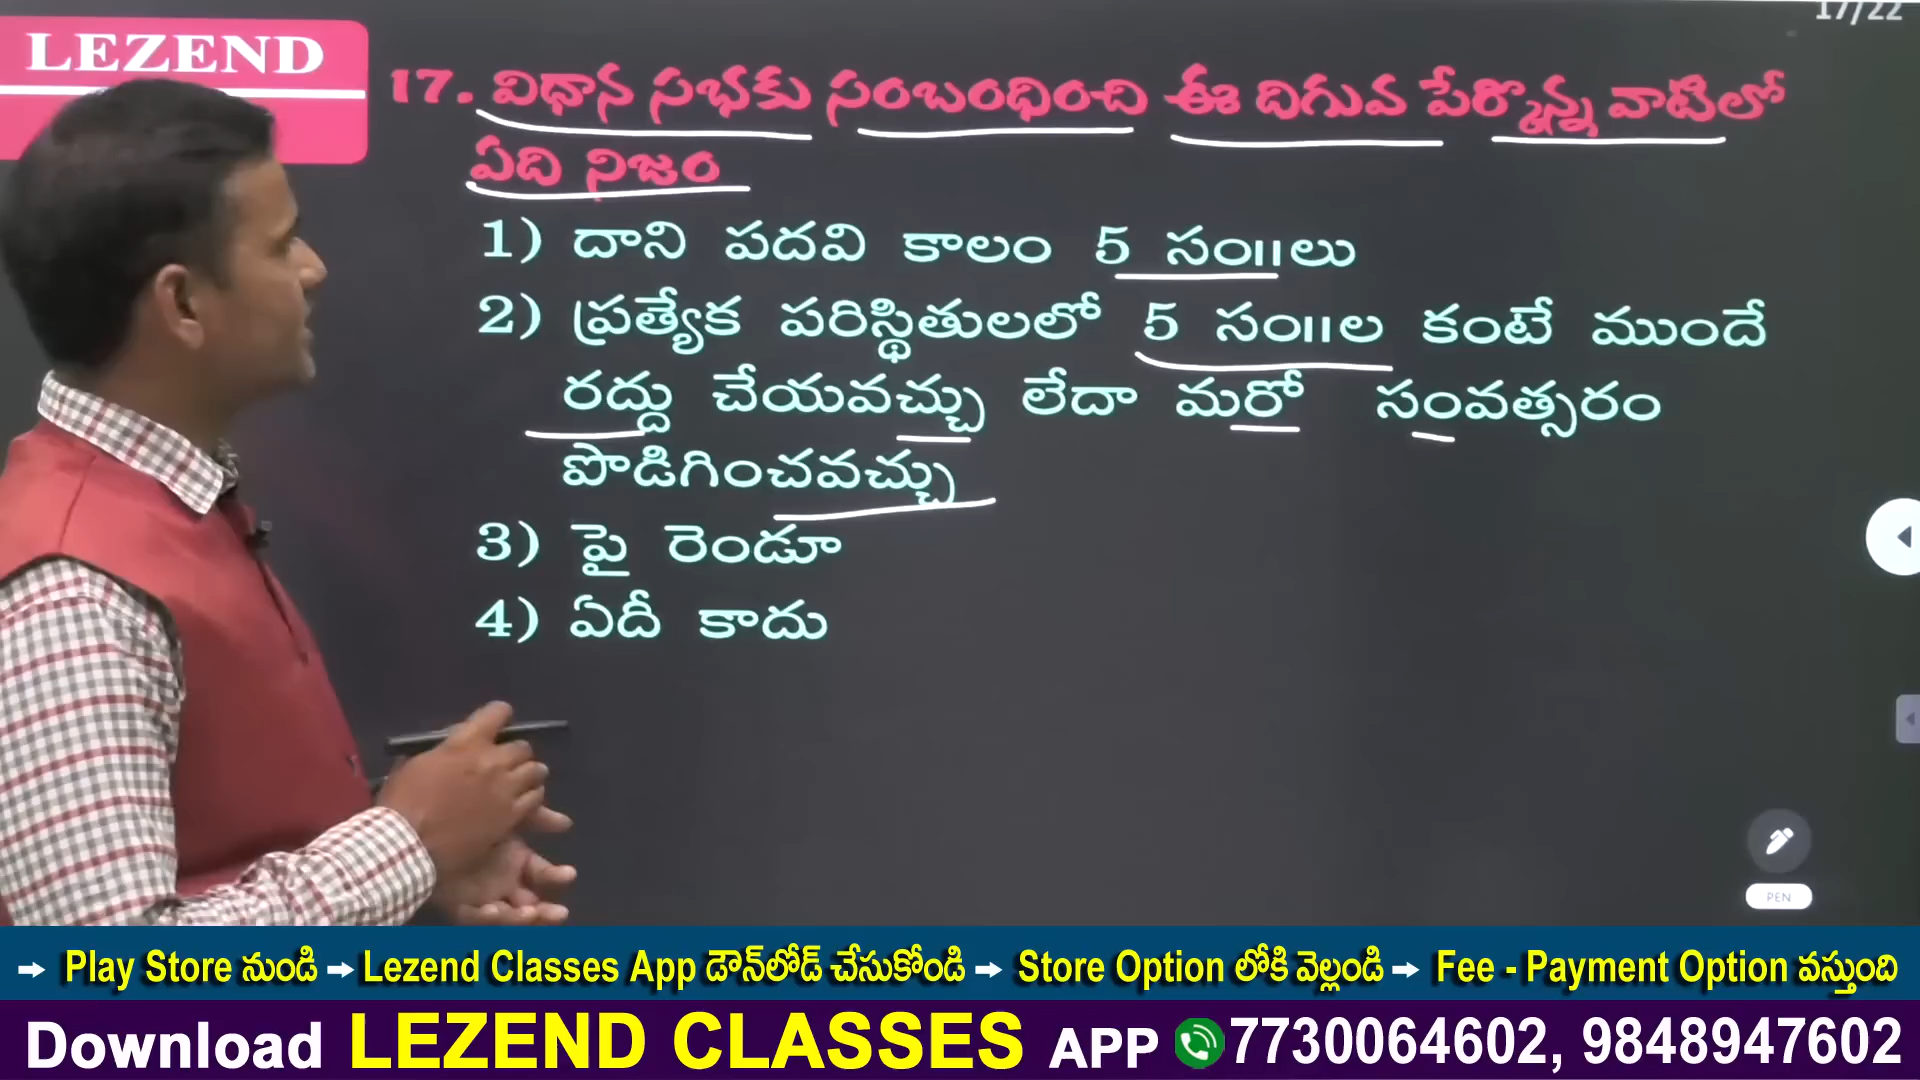 17/22
LEZEND
17. విధాన సభకు సంబంధించి ఈ దిగువ పేర్కొన్న వాటిలో
ఏది నిజం
1) దాని పదవి కాలం 5 సం॥లు
2) ప్రత్యేక పరిస్థితులలో 5 సం॥ల కంటే ముందే
రద్దు చేయవచ్చు లేదా మరో సంవత్సరం
పొడిగించవచ్చు
3) పై రెండూ
4) ఏదీ కాదు
PEN
→ Play Store నుండి → Lezend Classes App డౌన్‌లోడ్ చేసుకోండి → Store Option లోకి వెల్లండి → Fee - Payment Option వస్తుంది
Download LEZEND CLASSES APP 7730064602, 9848947602